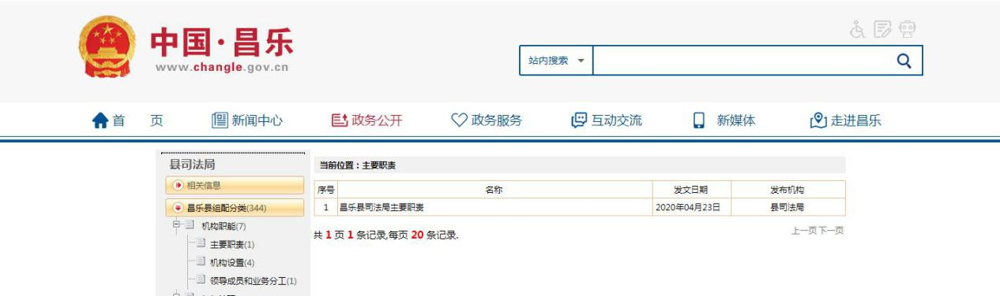 中国·昌乐
www.changle.gov.cn
站内搜索
首 页 新闻中心 政务公开 政务服务 互动交流 新媒体 走进昌乐
县司法局
相关信息
昌乐县组配分类(344)
机构职能(7)
主要职责(1)
机构设置(4)
领导成员和业务分工(1)
当前位置：主要职责
序号 名称 发文日期 发布机构
1 昌乐县司法局主要职责 2020年04月23日 县司法局
共 1 页 1 条记录,每页 20 条记录.
上一页下一页